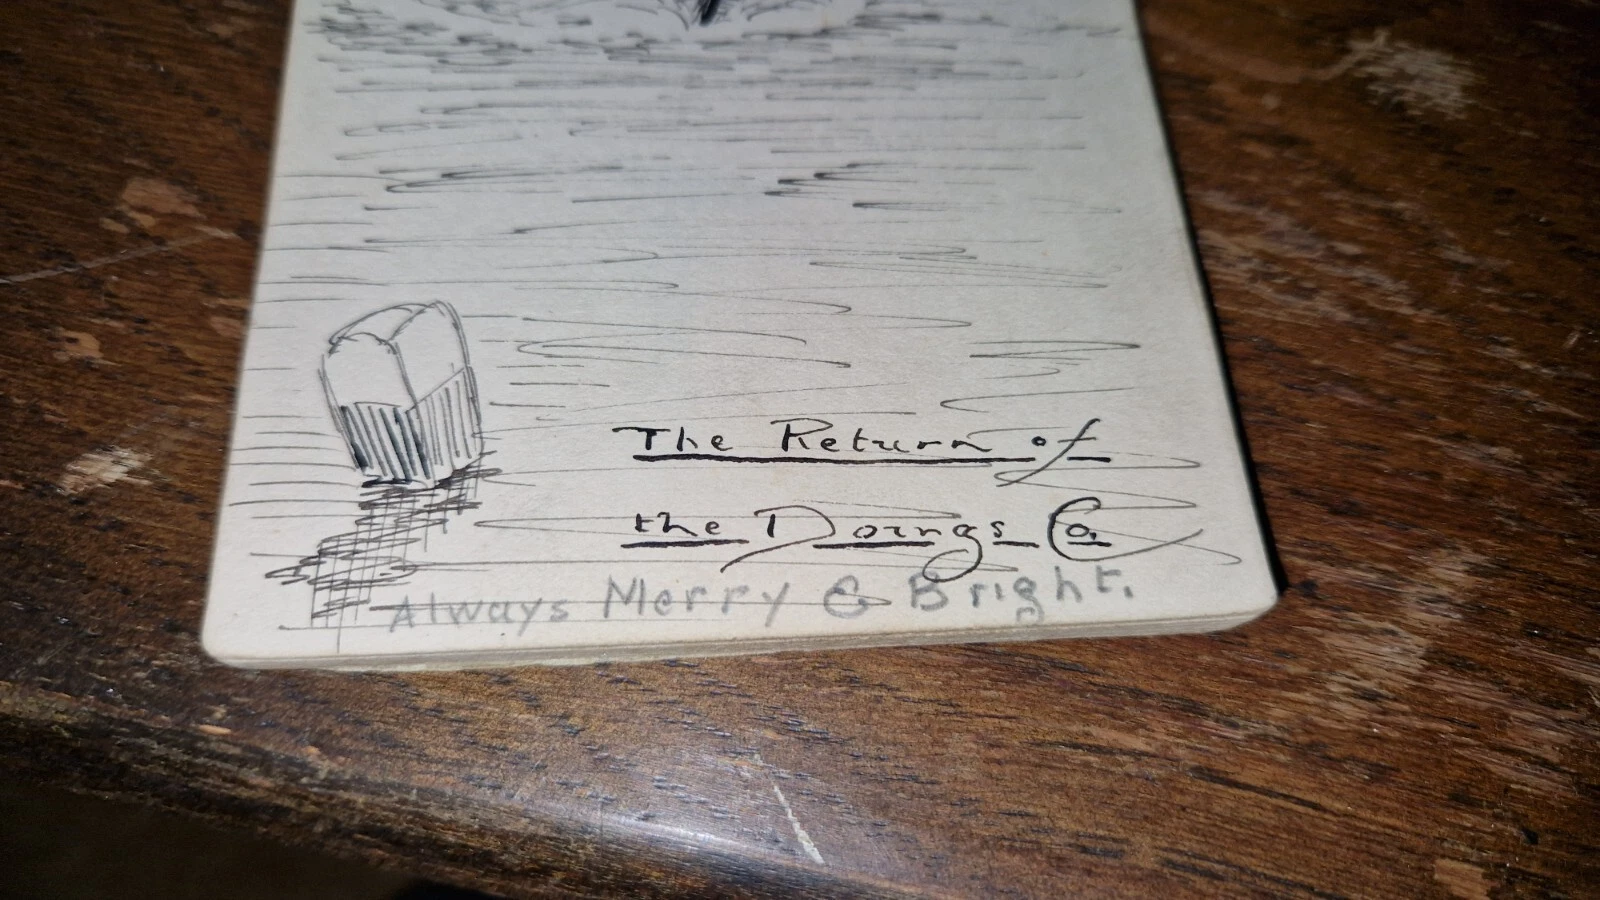 The Return of
the Doings Co.
Always Merry & Bright.